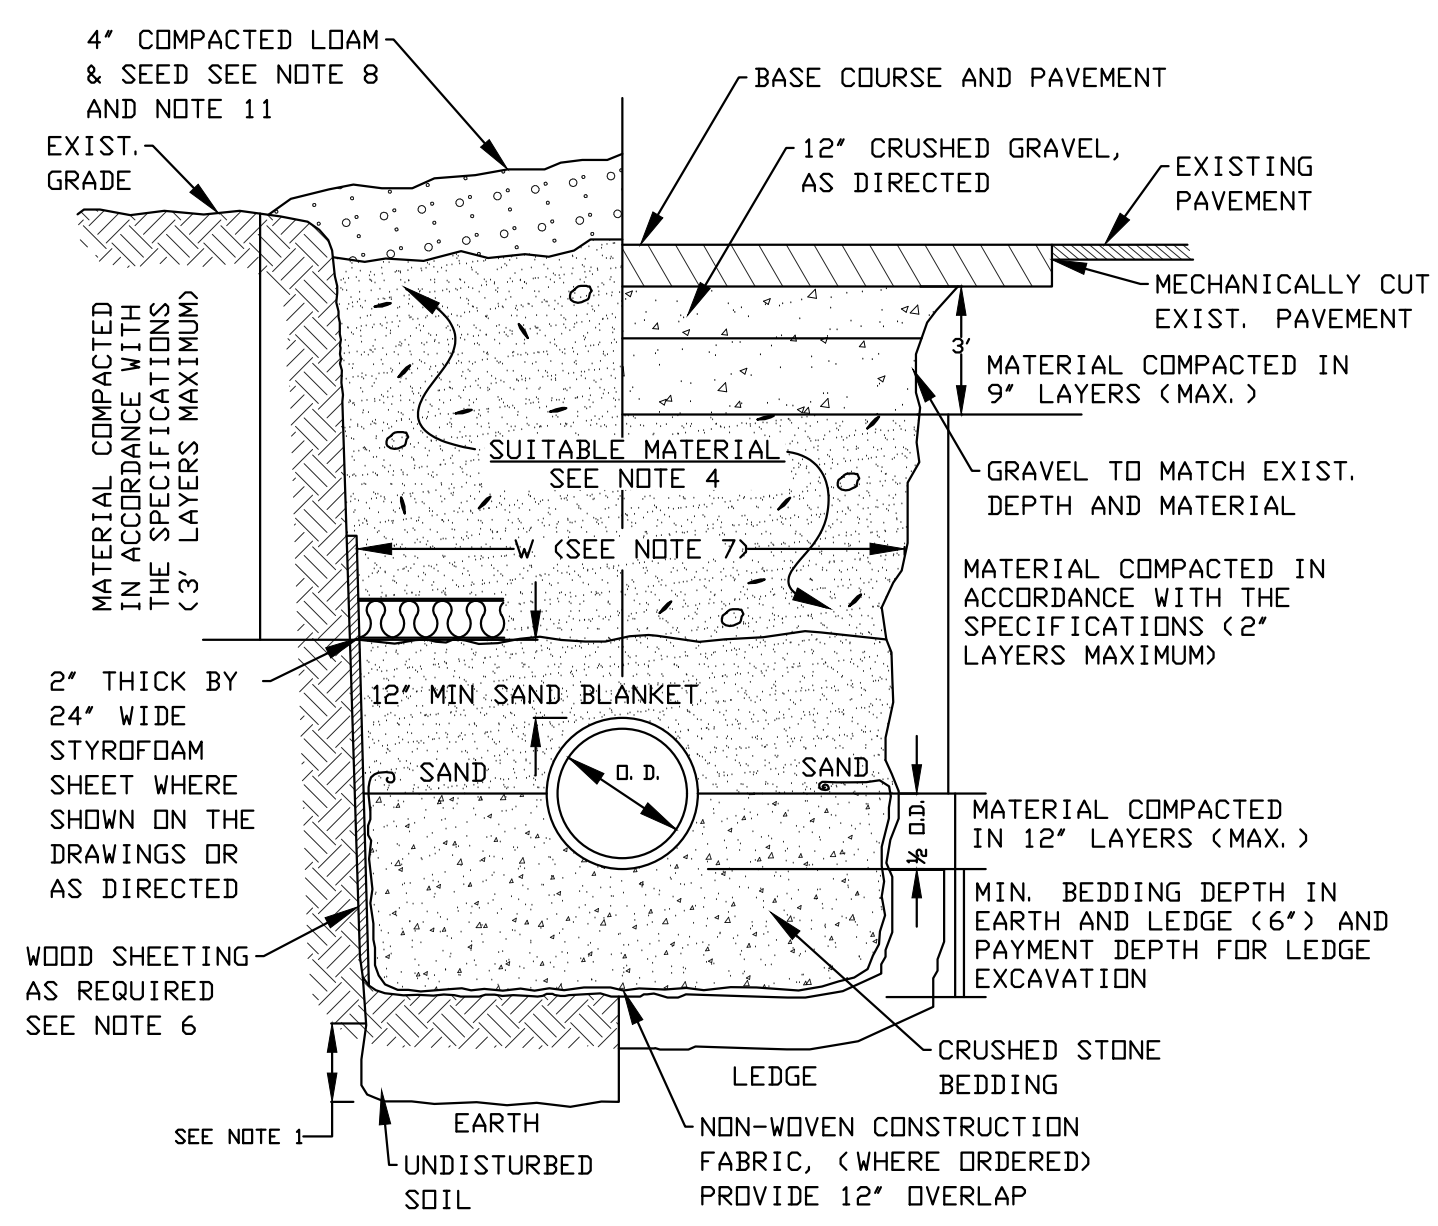 4" COMPACTED LOAM
& SEED SEE NOTE 8
AND NOTE 11
EXIST.
GRADE
BASE COURSE AND PAVEMENT
12" CRUSHED GRAVEL,
AS DIRECTED
EXISTING
PAVEMENT
MECHANICALLY CUT
EXIST. PAVEMENT
3'
MATERIAL COMPACTED IN
9" LAYERS (MAX.)
MATERIAL COMPACTED
IN ACCORDANCE WITH
THE SPECIFICATIONS
(3' LAYERS MAXIMUM)
SUITABLE MATERIAL
SEE NOTE 4
GRAVEL TO MATCH EXIST.
DEPTH AND MATERIAL
W (SEE NOTE 7)
MATERIAL COMPACTED IN
ACCORDANCE WITH THE
SPECIFICATIONS (2"
LAYERS MAXIMUM)
2" THICK BY
24" WIDE
STYROFOAM
SHEET WHERE
SHOWN ON THE
DRAWINGS OR
AS DIRECTED
12" MIN SAND BLANKET
SAND
O. D.
SAND
½ O.D.
MATERIAL COMPACTED
IN 12" LAYERS (MAX.)
MIN. BEDDING DEPTH IN
EARTH AND LEDGE (6") AND
PAYMENT DEPTH FOR LEDGE
EXCAVATION
WOOD SHEETING
AS REQUIRED
SEE NOTE 6
CRUSHED STONE
BEDDING
LEDGE
EARTH
SEE NOTE 1
UNDISTURBED
SOIL
NON-WOVEN CONSTRUCTION
FABRIC, (WHERE ORDERED)
PROVIDE 12" OVERLAP